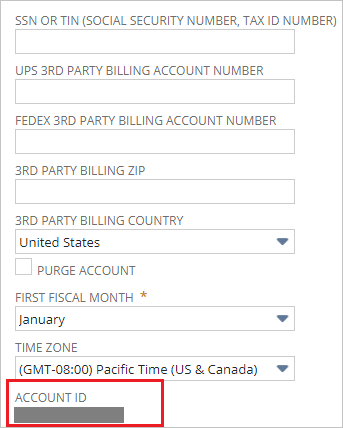 SSN OR TIN (SOCIAL SECURITY NUMBER, TAX ID NUMBER)
UPS 3RD PARTY BILLING ACCOUNT NUMBER
FEDEX 3RD PARTY BILLING ACCOUNT NUMBER
3RD PARTY BILLING ZIP
3RD PARTY BILLING COUNTRY
United States
PURGE ACCOUNT
FIRST FISCAL MONTH *
January
TIME ZONE
(GMT-08:00) Pacific Time (US & Canada)
ACCOUNT ID